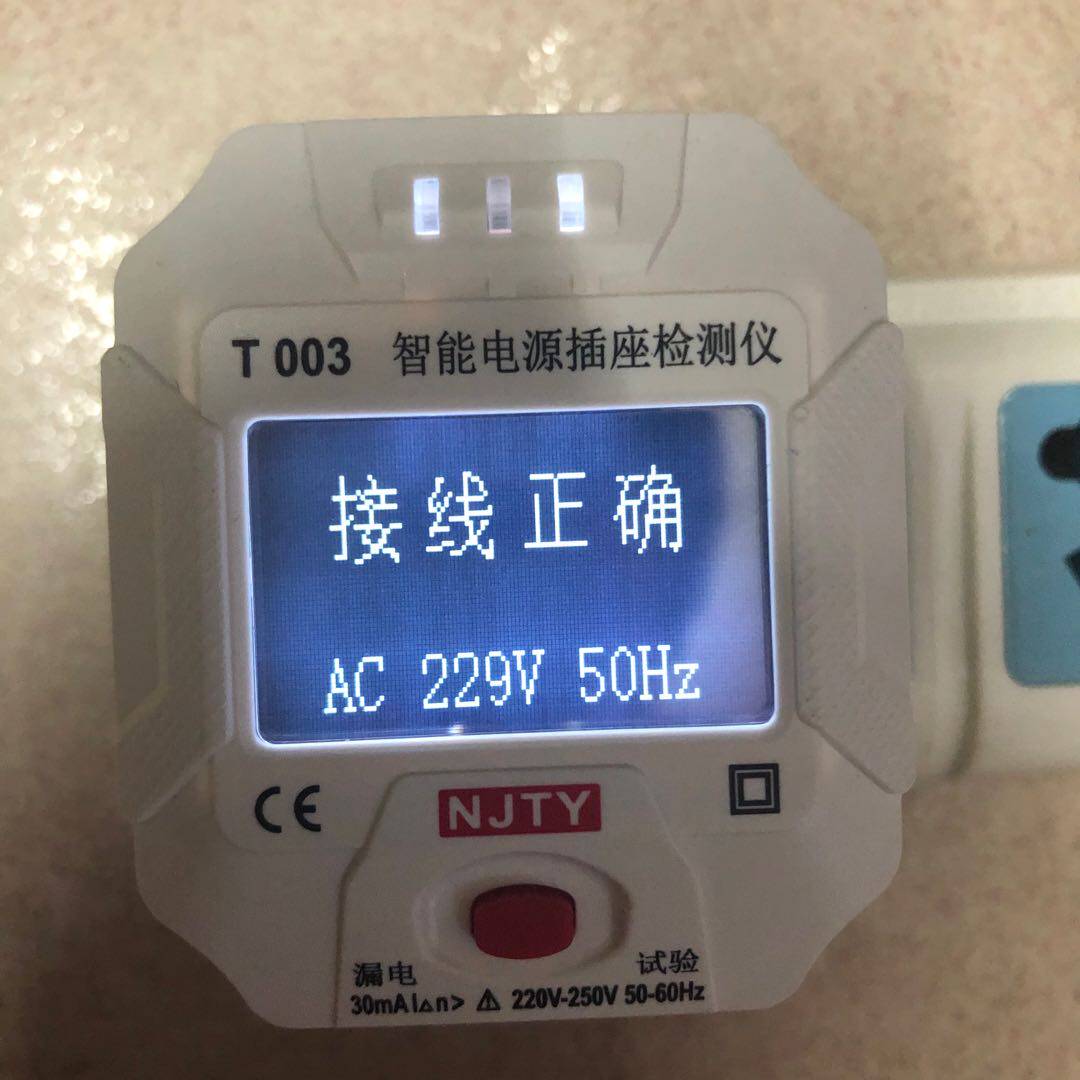 T 003 智能电源插座检测仪
接线正确
AC 229V 50Hz
CE
NJTY
漏电 试验
30mA I△n> ⚠ 220V-250V 50-60Hz